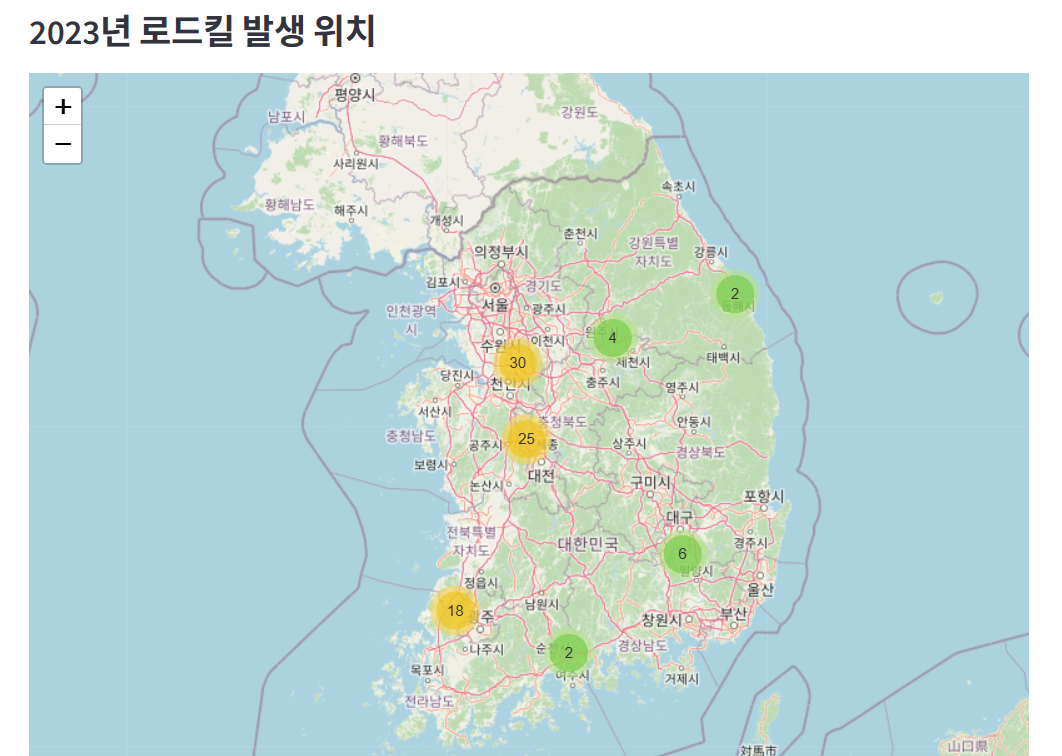 2023년 로드킬 발생 위치
+
−
평양시
남포시
강원도
황해북도
사리원시
속초시
황해남도
해주시
개성시
춘천시
강원특별
자치도
강릉시
의정부시
김포시
경기도
2
서울
광주시
인천광역
시
4
수원시
이천시
30
제천시
태백시
당진시
천안시
충주시
영주시
서산시
안동시
충청북도
충청남도
25
공주시
상주시
경상북도
보령시
대전
논산시
구미시
포항시
대구
전북특별
자치도
대한민국
경주시
6
정읍시
울산
18
광주
남원시
창원시
부산
나주시
2
경상남도
목포시
여수시
거제시
전라남도
対馬市
山口県